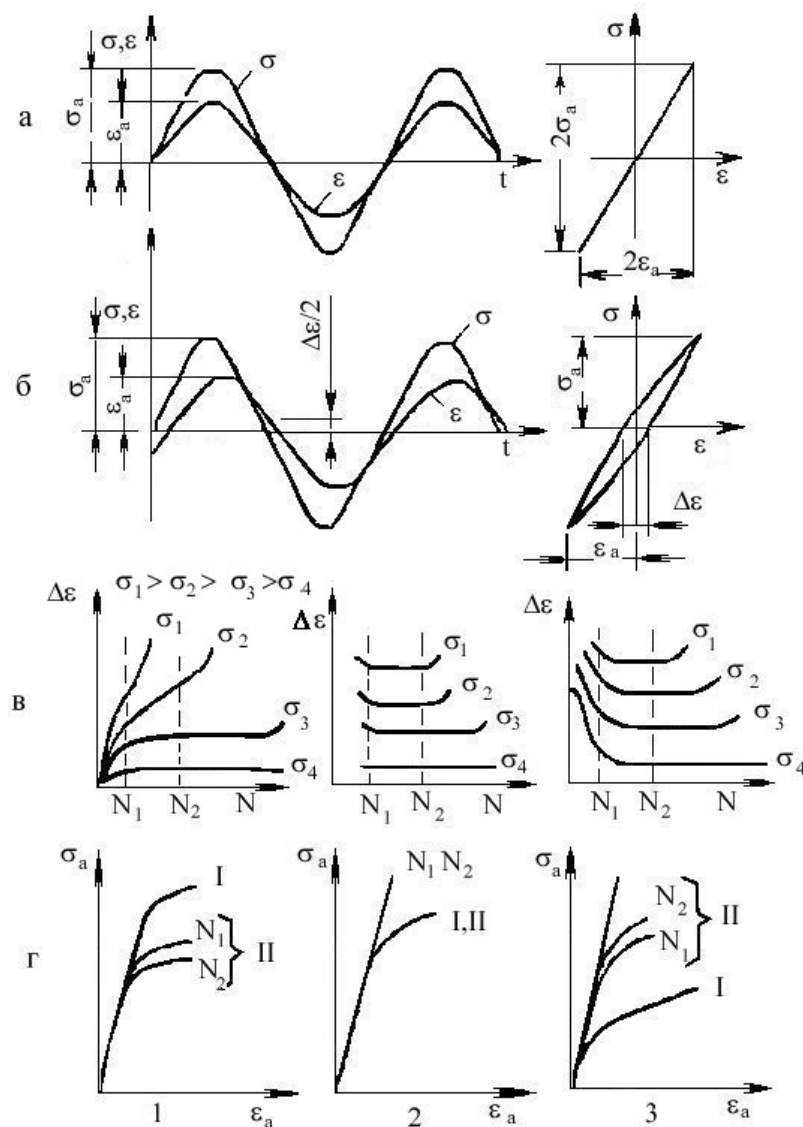 σ,ε
σ
σ
σₐ
εₐ
2σₐ
а
t
ε
ε
2εₐ
σ,ε
Δε/2
σ
σ
σₐ
εₐ
σₐ
б
ε
t
ε
Δε
εₐ
Δε
σ₁ > σ₂ > σ₃ > σ₄
Δε
Δε
σ₁
σ₂
σ₁
σ₁
σ₂
σ₂
в
σ₃
σ₃
σ₃
σ₄
σ₄
σ₄
N₁ N₂ N
N₁ N₂ N
N₁ N₂ N
σₐ
I
σₐ
N₁ N₂
σₐ
N₂
II
N₁
II
I,II
N₁
г
N₂
I
1 εₐ
2 εₐ
3 εₐ